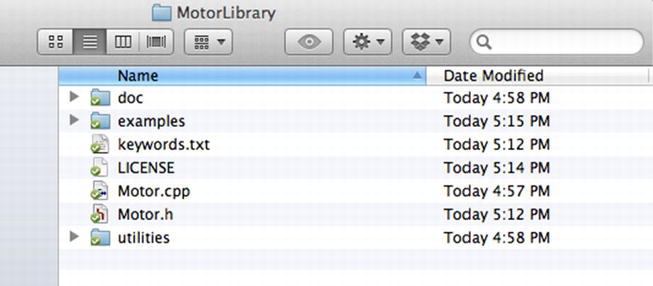 MotorLibrary
Name Date Modified
doc Today 4:58 PM
examples Today 5:15 PM
keywords.txt Today 5:12 PM
LICENSE Today 5:14 PM
Motor.cpp Today 4:57 PM
Motor.h Today 5:12 PM
utilities Today 4:58 PM